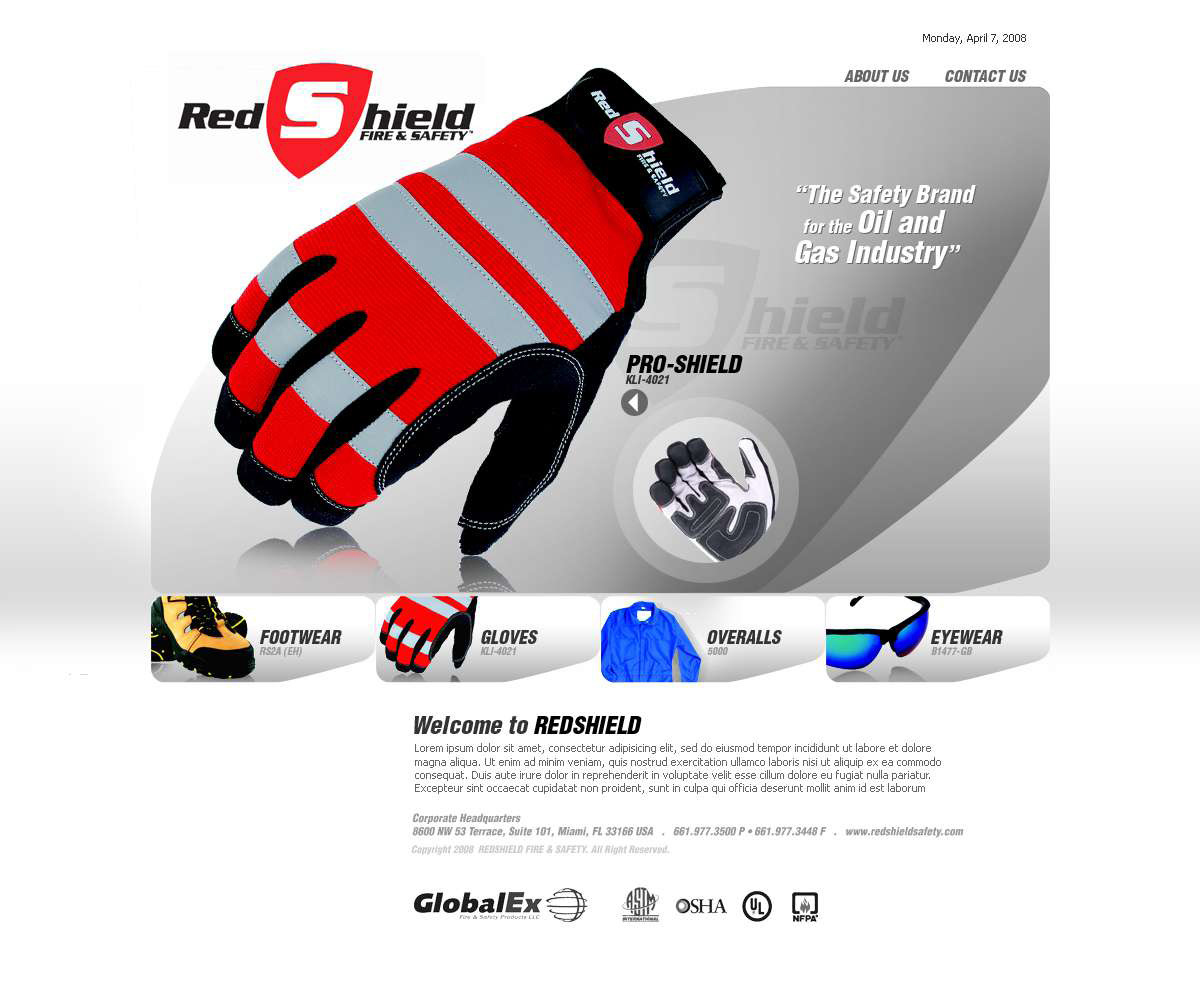 Monday, April 7, 2008
ABOUT US CONTACT US
Red Shield
FIRE & SAFETY™
Red Shield
FIRE & SAFETY
“The Safety Brand
for the Oil and
Gas Industry”
Shield
FIRE & SAFETY
PRO-SHIELD
KLI-4021
FOOTWEAR
RS2A (EH)
GLOVES
KLI-4021
OVERALLS
5000
EYEWEAR
B1477-GB
Welcome to REDSHIELD
Lorem ipsum dolor sit amet, consectetur adipisicing elit, sed do eiusmod tempor incididunt ut labore et dolore
magna aliqua. Ut enim ad minim veniam, quis nostrud exercitation ullamco laboris nisi ut aliquip ex ea commodo
consequat. Duis aute irure dolor in reprehenderit in voluptate velit esse cillum dolore eu fugiat nulla pariatur.
Excepteur sint occaecat cupidatat non proident, sunt in culpa qui officia deserunt mollit anim id est laborum
Corporate Headquarters
8600 NW 53 Terrace, Suite 101, Miami, FL 33166 USA . 661.977.3500 P • 661.977.3448 F . www.redshieldsafety.com
Copyright 2008 REDSHIELD FIRE & SAFETY. All Right Reserved.
GlobalEx
Fire & Safety Products LLC
ASTM
INTERNATIONAL
OSHA
UL
NFPA®